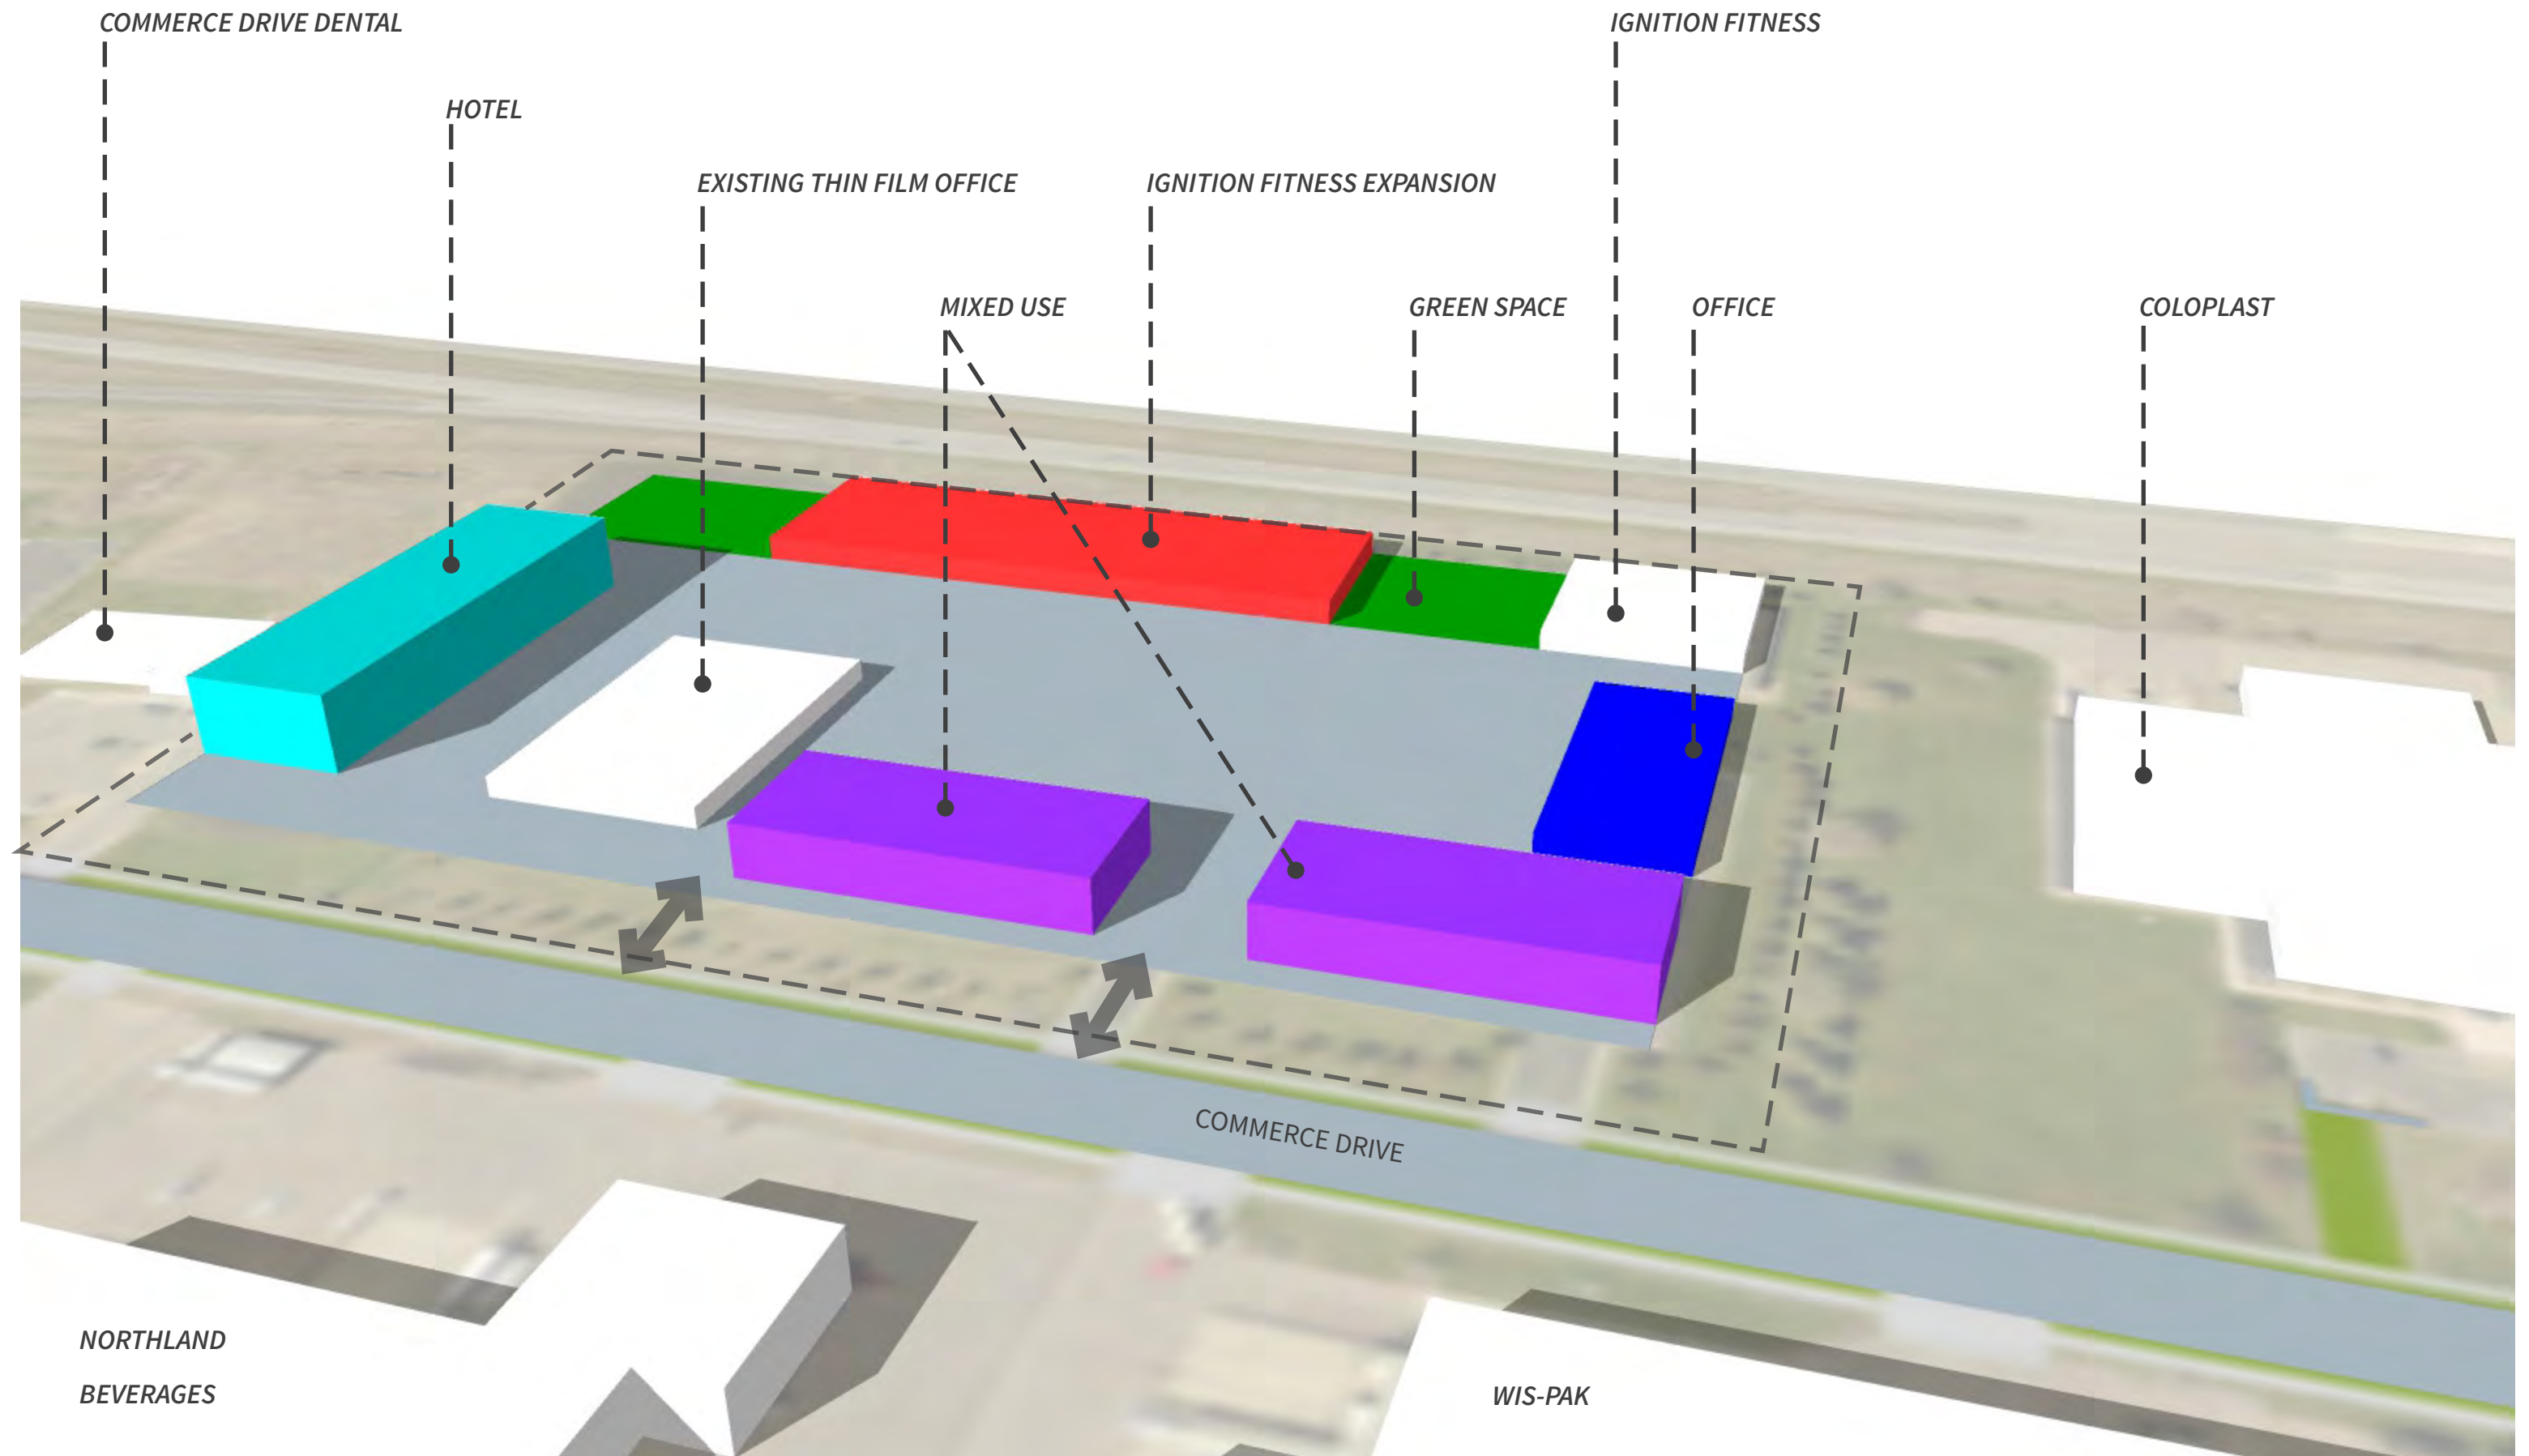 COMMERCE DRIVE DENTAL
IGNITION FITNESS
HOTEL
EXISTING THIN FILM OFFICE
IGNITION FITNESS EXPANSION
MIXED USE
GREEN SPACE
OFFICE
COLOPLAST
COMMERCE DRIVE
NORTHLAND
BEVERAGES
WIS-PAK